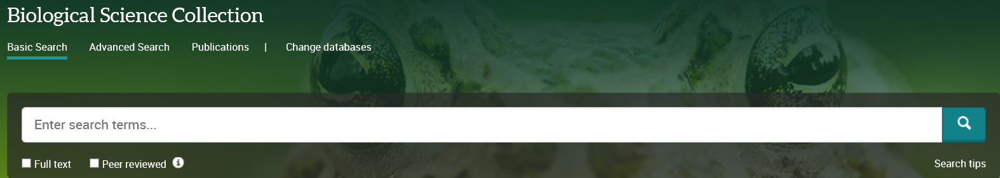 Biological Science Collection
Basic Search Advanced Search Publications | Change databases
Enter search terms...
Full text Peer reviewed i Search tips